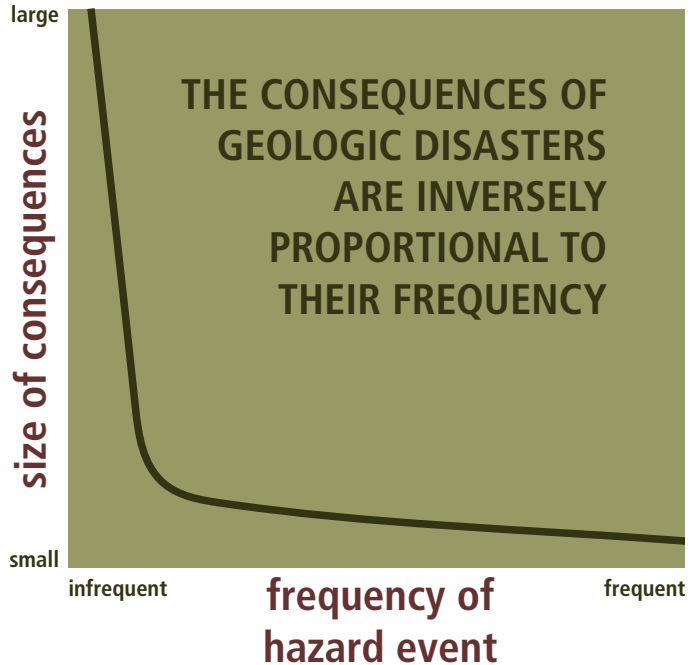 large
THE CONSEQUENCES OF
GEOLOGIC DISASTERS
ARE INVERSELY
PROPORTIONAL TO
THEIR FREQUENCY
size of consequences
small
infrequent
frequency of
hazard event
frequent